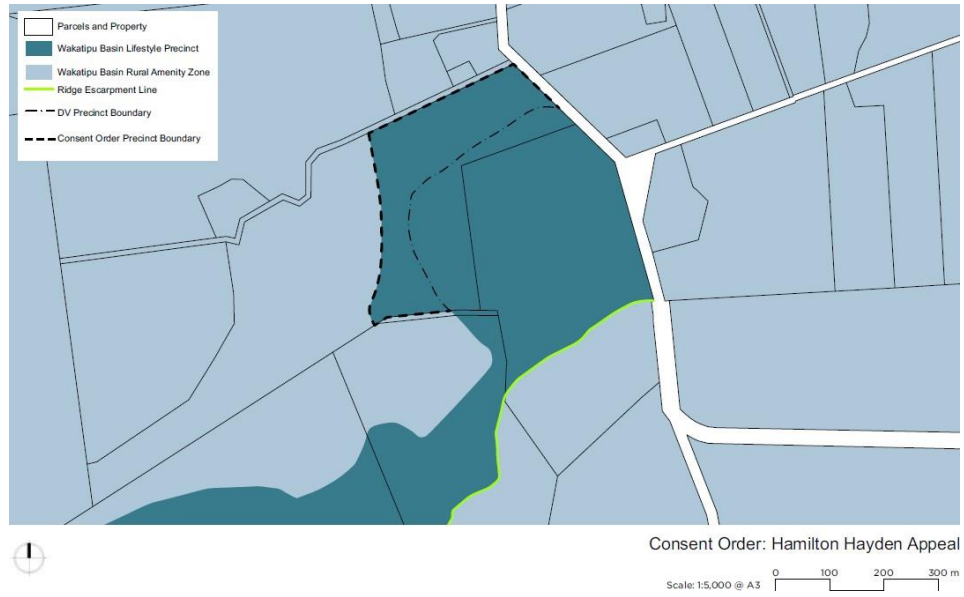 Parcels and Property
Wakatipu Basin Lifestyle Precinct
Wakatipu Basin Rural Amenity Zone
Ridge Escarpment Line
DV Precinct Boundary
Consent Order Precinct Boundary
Consent Order: Hamilton Hayden Appeal
Scale: 1:5,000 @ A3
0 100 200 300 m